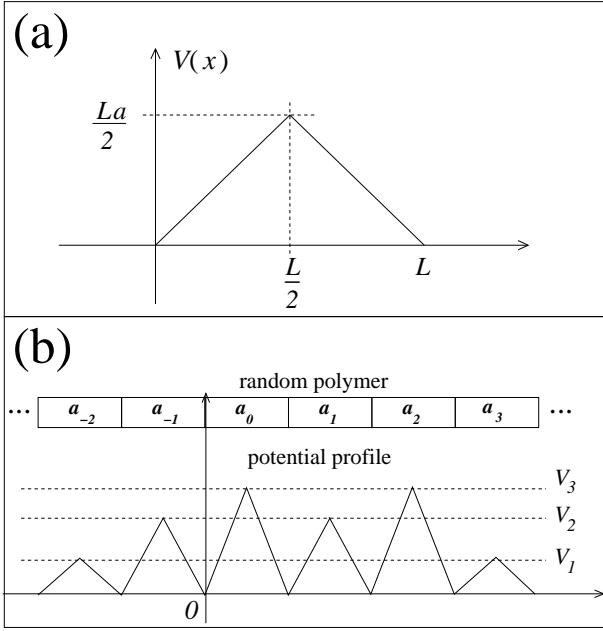 (a)
V(x)
La
2
L
2
L
(b)
random polymer
... a_{-2} a_{-1} a_0 a_1 a_2 a_3 ...
potential profile
V_3
V_2
V_1
0